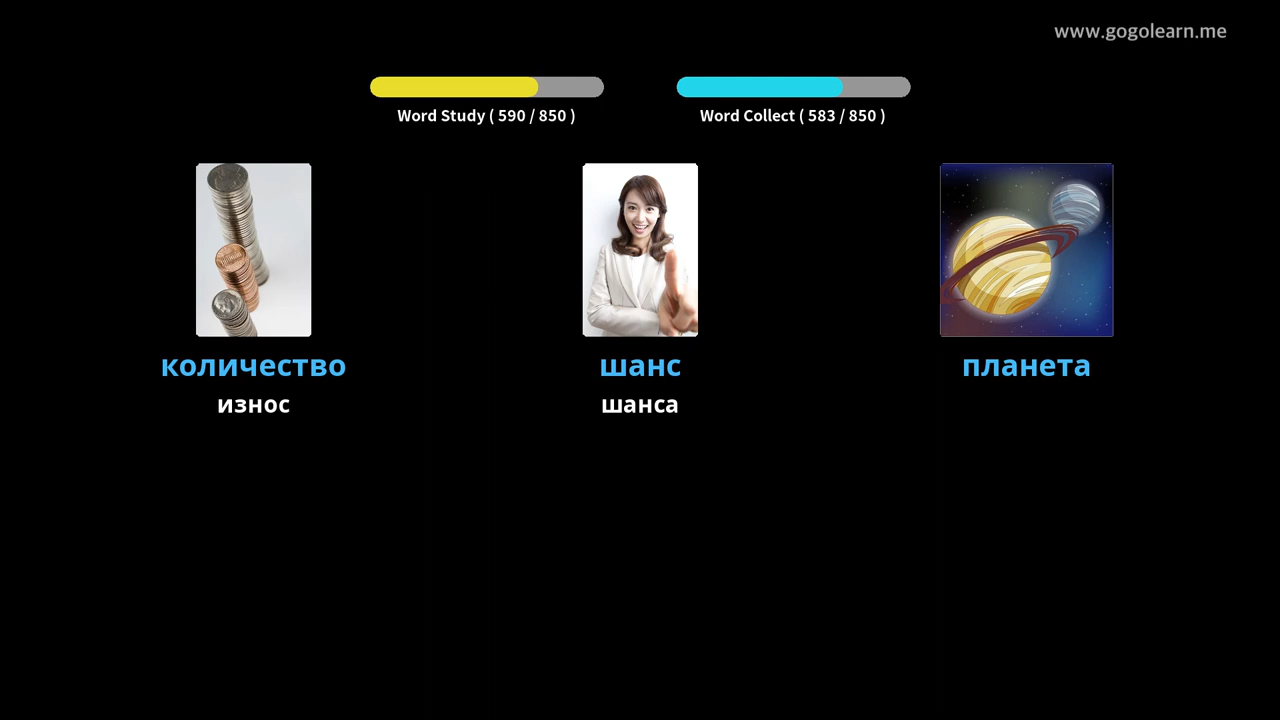 www.gogolearn.me
Word Study ( 590 / 850 )
Word Collect ( 583 / 850 )
количество
износ
шанс
шанса
планета